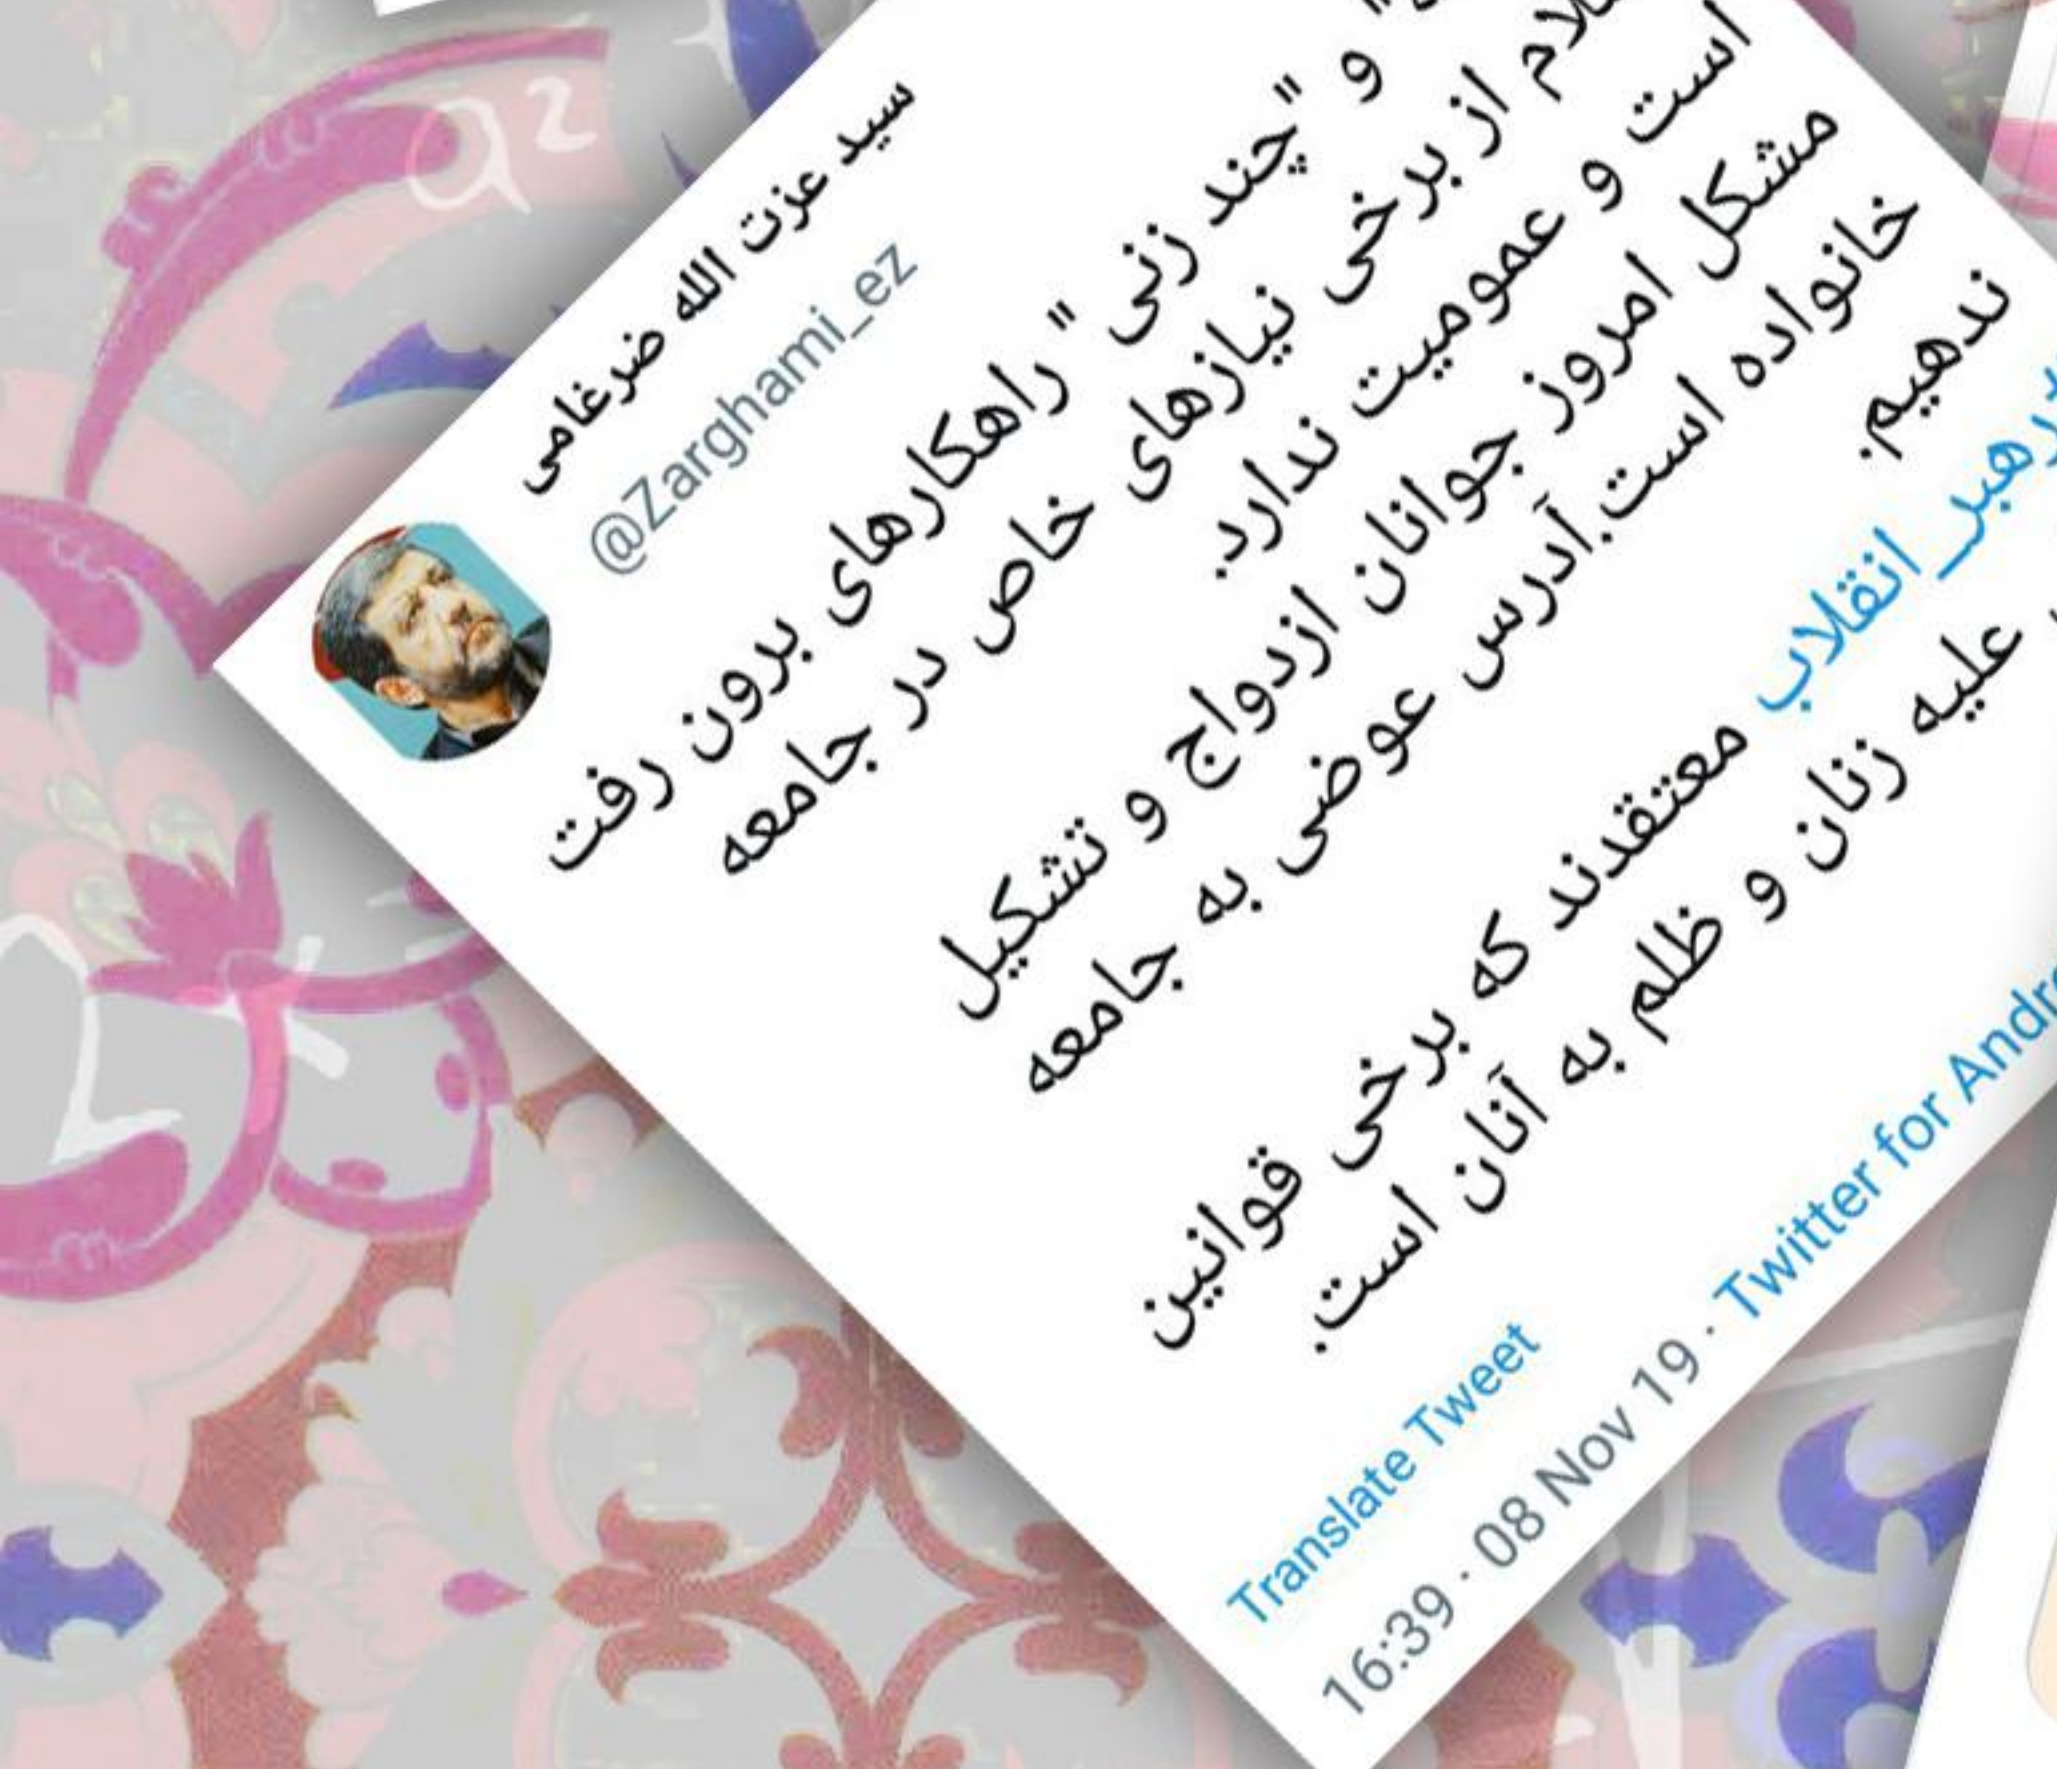 سید عزت الله ضرغامی
@Zarghami_ez
و "چند زنی" راهکارهای برون رفت
از برخی نیازهای خاص در جامعه
است و عمومیت ندارد.
مشکل امروز جوانان ازدواج و تشکیل
خانواده است.آدرس عوضی به جامعه
ندهیم.
رهبر_انقلاب معتقدند که برخی قوانین
علیه زنان و ظلم به آنان است.
Translate Tweet
16:39 · 08 Nov 19 · Twitter for
a²